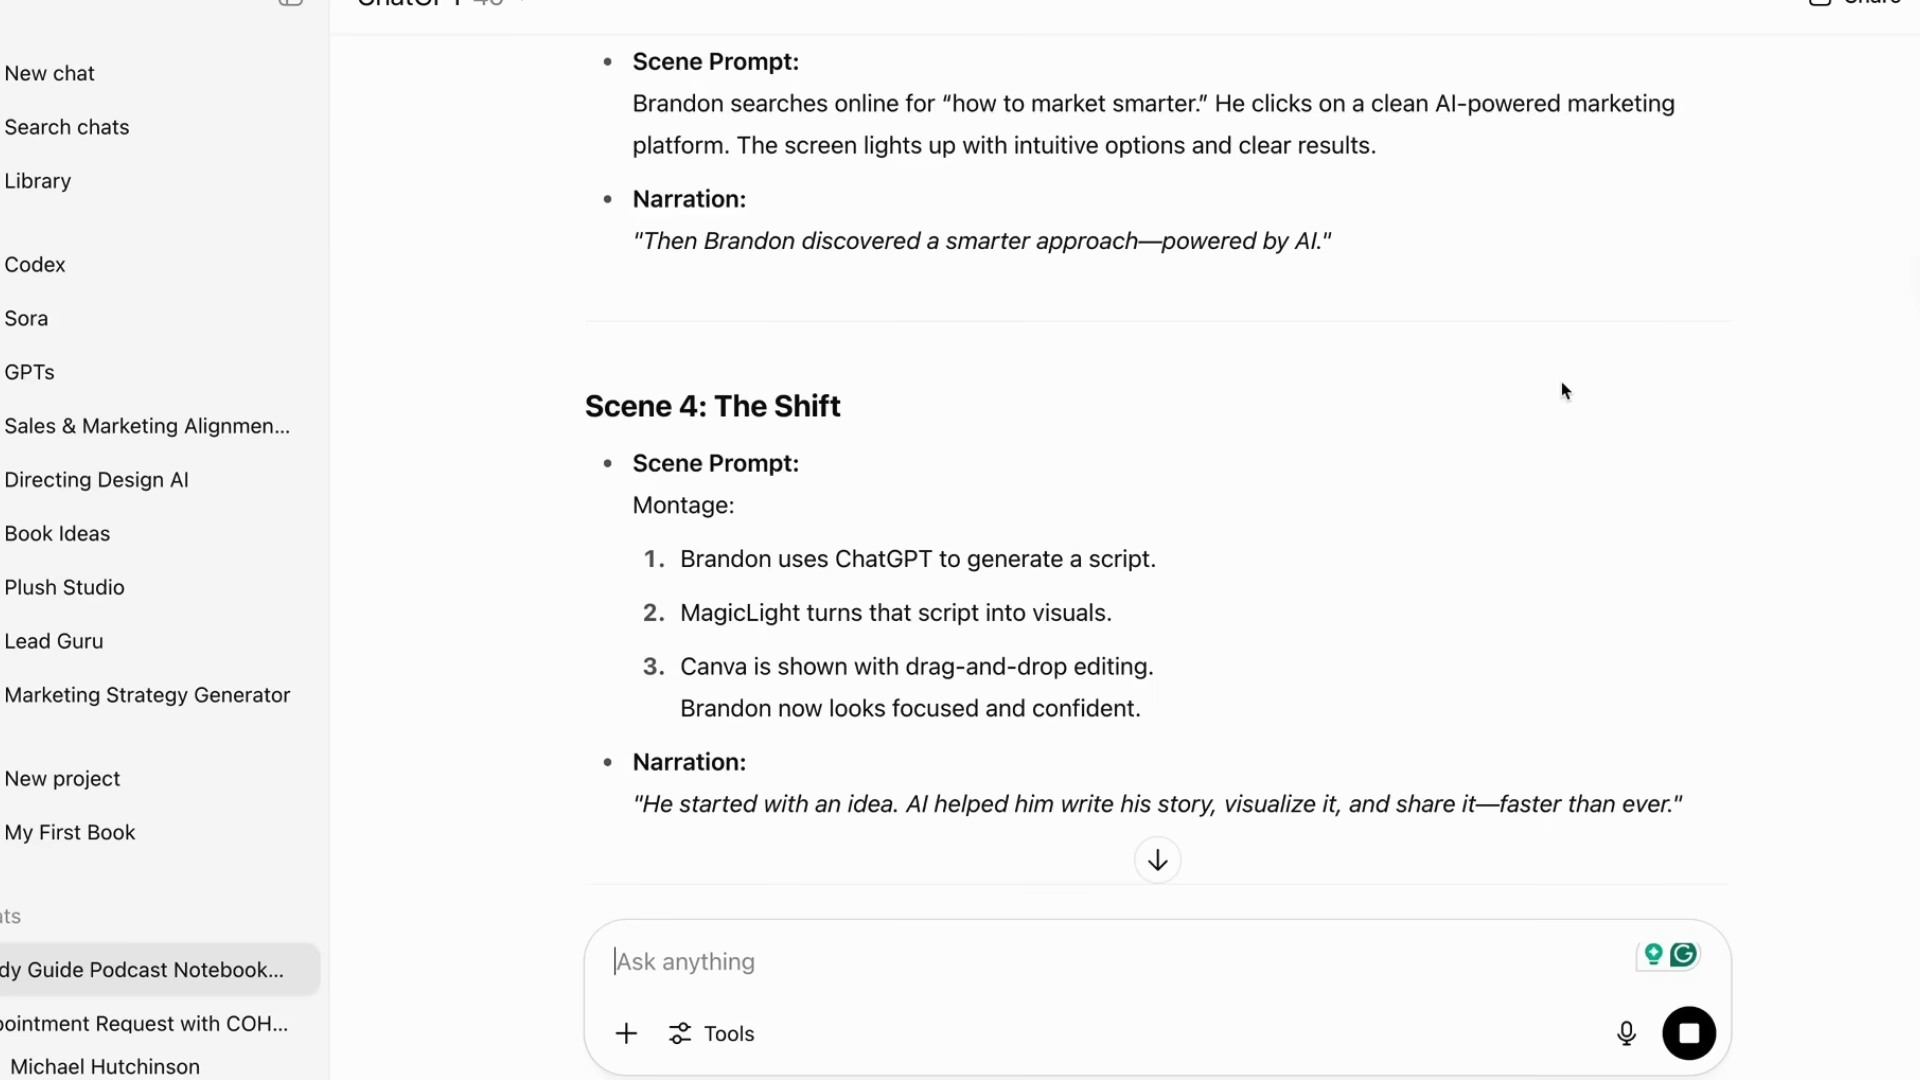 New chat
Search chats
Library
Codex
Sora
GPTs
Sales & Marketing Alignmen...
Directing Design AI
Book Ideas
Plush Studio
Lead Guru
Marketing Strategy Generator
New project
My First Book
dy Guide Podcast Notebook...
ointment Request with COH...
Michael Hutchinson
ChatGPT 4o
Share
• Scene Prompt:
Brandon searches online for “how to market smarter.” He clicks on a clean AI-powered marketing
platform. The screen lights up with intuitive options and clear results.
• Narration:
"Then Brandon discovered a smarter approach—powered by AI."
Scene 4: The Shift
• Scene Prompt:
Montage:
1. Brandon uses ChatGPT to generate a script.
2. MagicLight turns that script into visuals.
3. Canva is shown with drag-and-drop editing.
Brandon now looks focused and confident.
• Narration:
"He started with an idea. AI helped him write his story, visualize it, and share it—faster than ever."
Ask anything
Tools